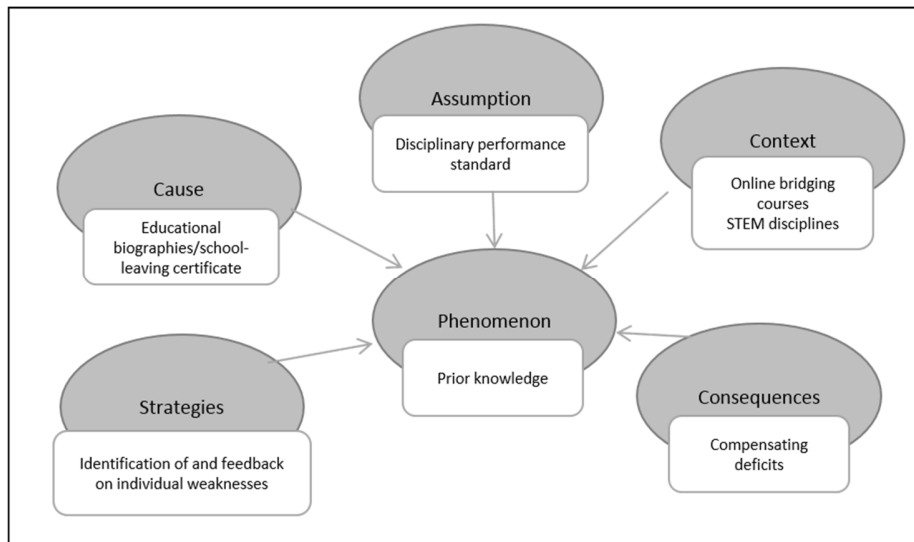 Assumption
Disciplinary performance
standard
Context
Online bridging
courses
STEM disciplines
Cause
Educational
biographies/school-
leaving certificate
Phenomenon
Prior knowledge
Strategies
Identification of and feedback
on individual weaknesses
Consequences
Compensating
deficits